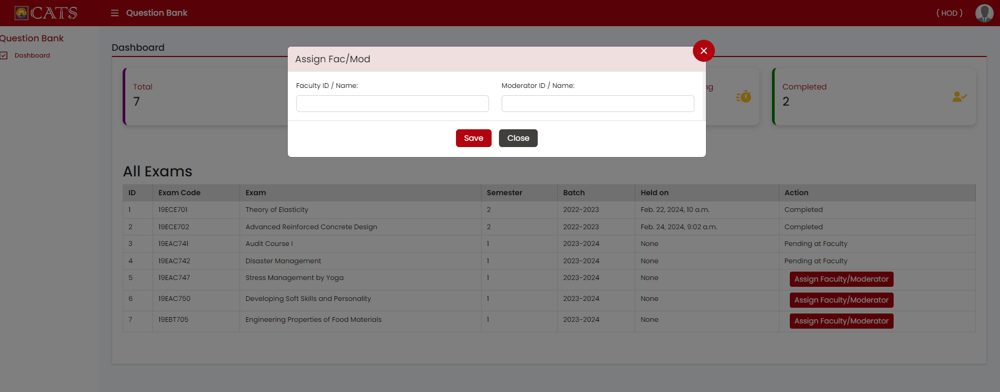 CATS
Question Bank
( HOD )
Question Bank
Dashboard
Dashboard
Assign Fac/Mod
Faculty ID / Name:
Moderator ID / Name:
Save
Close
Total
7
ng
Completed
2
All Exams
ID Exam Code Exam Semester Batch Held on Action
1 19ECE701 Theory of Elasticity 2 2022-2023 Feb. 22, 2024, 10 a.m. Completed
2 19ECE702 Advanced Reinforced Concrete Design 2 2022-2023 Feb. 24, 2024, 9:02 a.m. Completed
3 19EAC741 Audit Course I 1 2023-2024 None Pending at Faculty
4 19EAC742 Disaster Management 1 2023-2024 None Pending at Faculty
5 19EAC747 Stress Management by Yoga 1 2023-2024 None Assign Faculty/Moderator
6 19EAC750 Developing Soft Skills and Personality 1 2023-2024 None Assign Faculty/Moderator
7 19EBT705 Engineering Properties of Food Materials 1 2023-2024 None Assign Faculty/Moderator